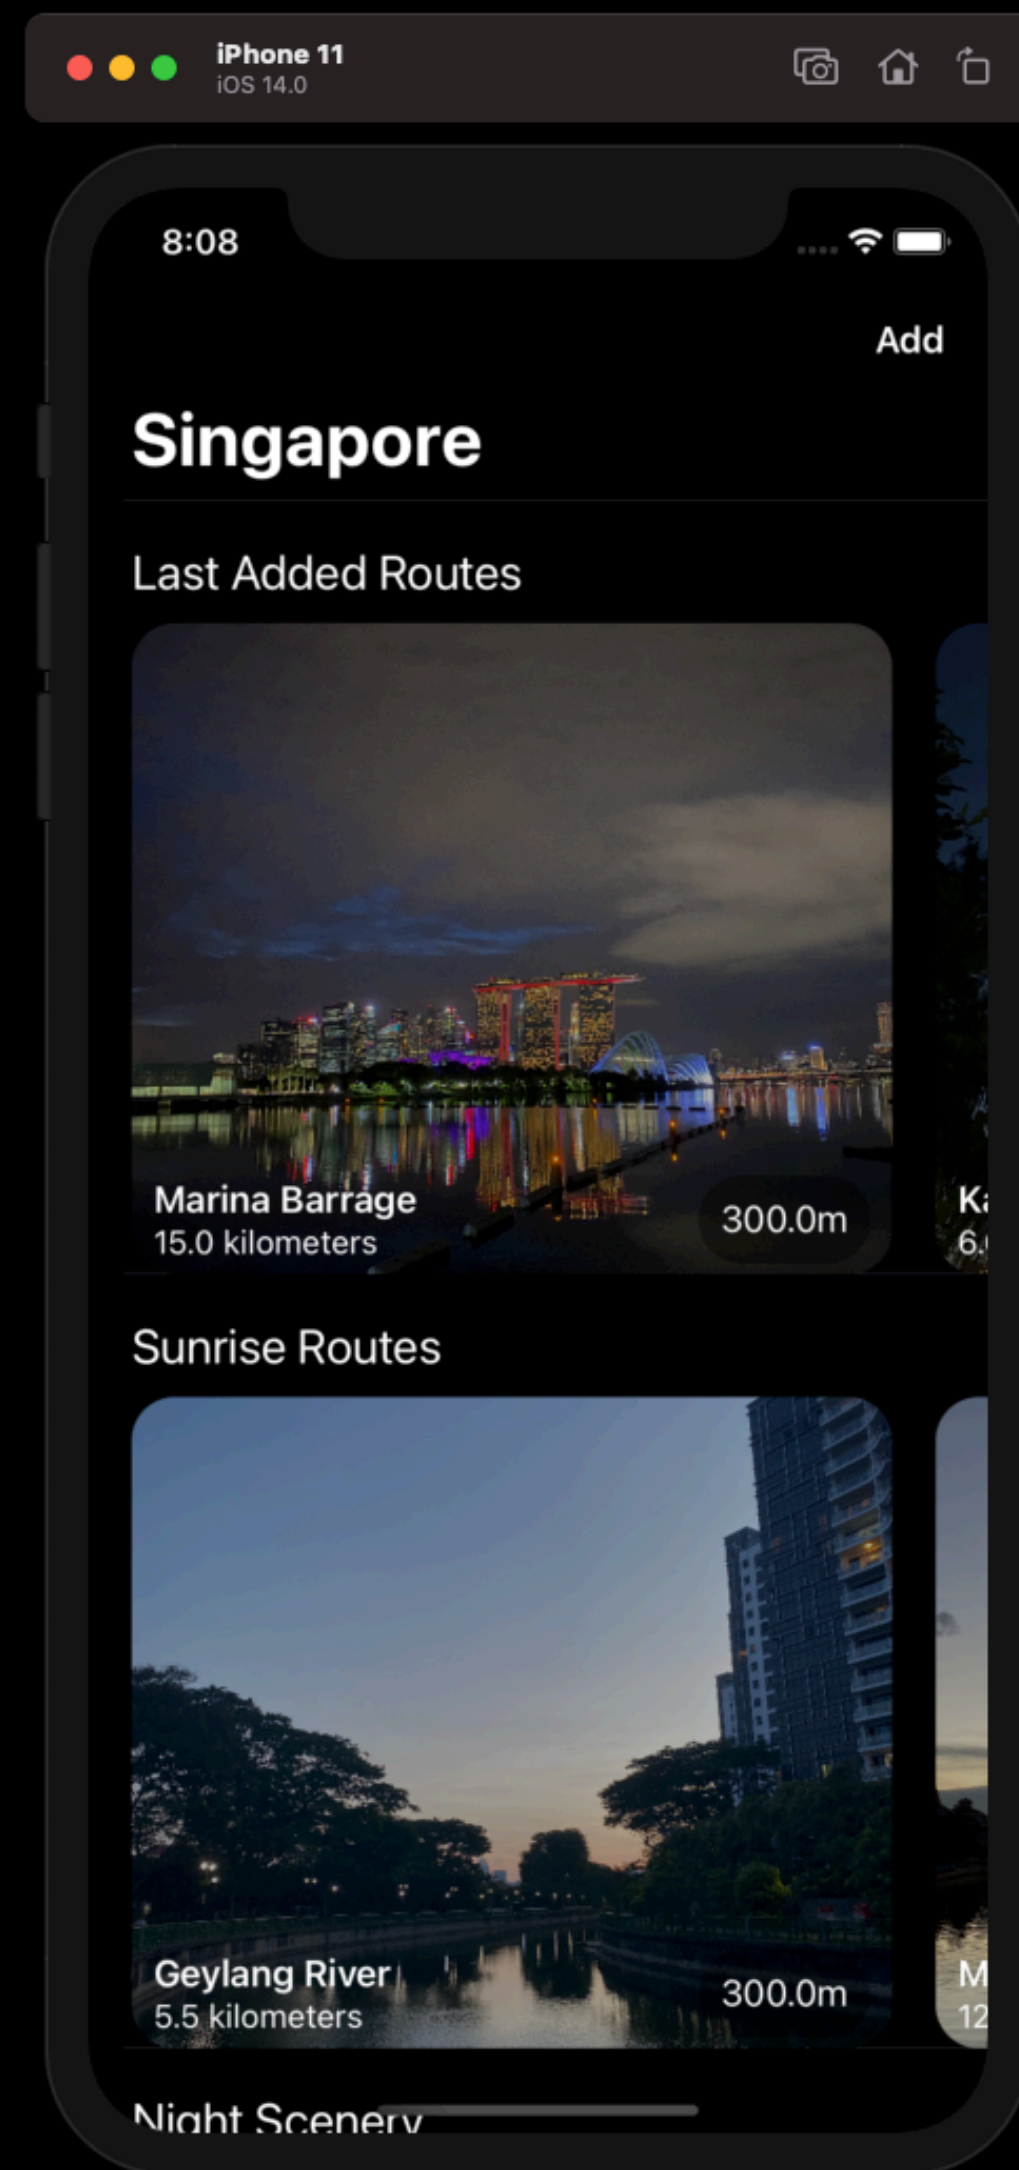 iPhone 11
iOS 14.0
8:08
Add
Singapore
Last Added Routes
Marina Barrage
15.0 kilometers
300.0m
Sunrise Routes
Geylang River
5.5 kilometers
300.0m
Night Scenery